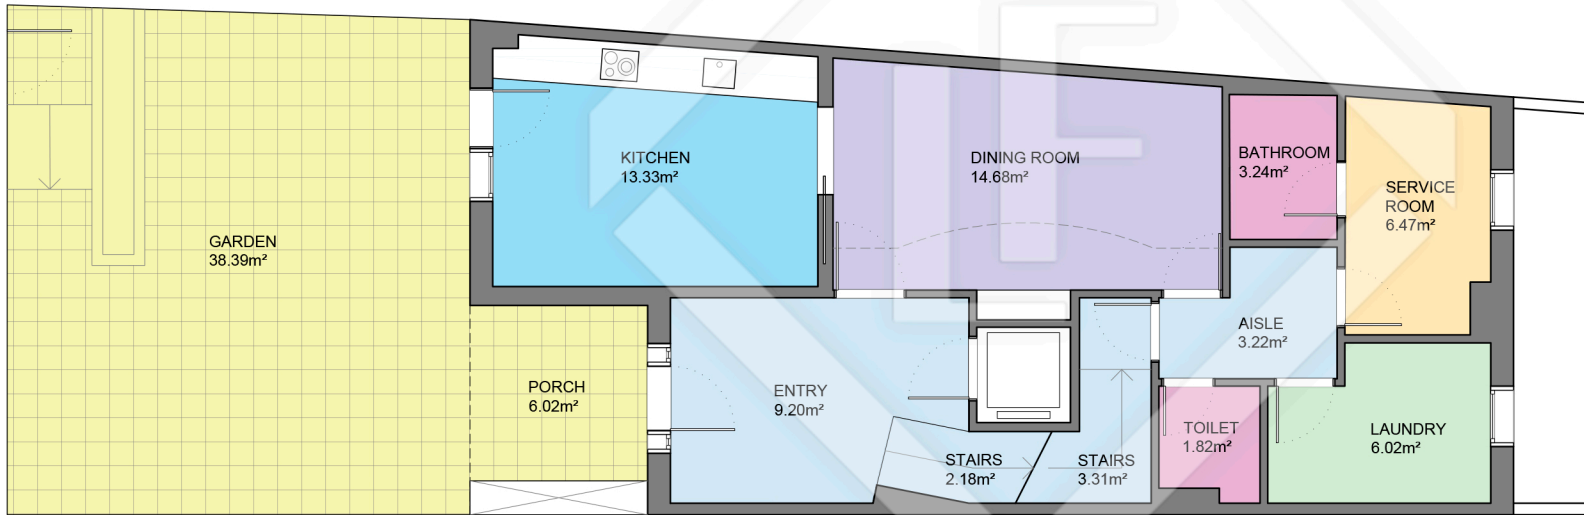 KITCHEN
13.33m²
DINING ROOM
14.68m²
BATHROOM
3.24m²
SERVICE
ROOM
6.47m²
GARDEN
38.39m²
AISLE
3.22m²
PORCH
6.02m²
ENTRY
9.20m²
TOILET
1.82m²
LAUNDRY
6.02m²
STAIRS
2.18m²
STAIRS
3.31m²